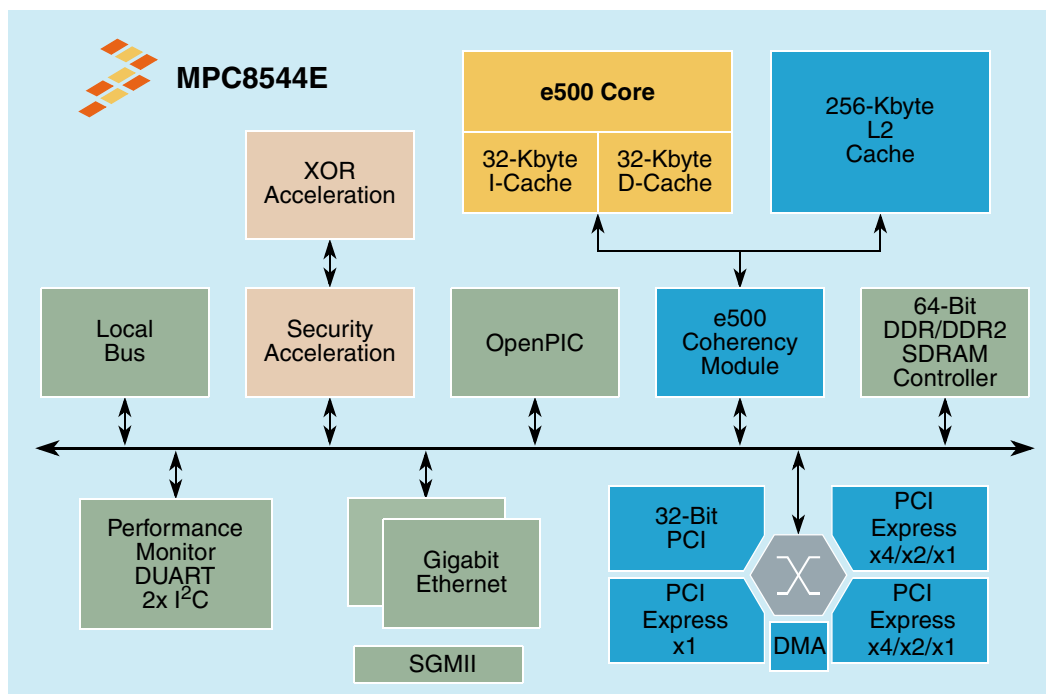 MPC8544E
e500 Core
32-Kbyte
I-Cache
32-Kbyte
D-Cache
256-Kbyte
L2
Cache
XOR
Acceleration
Local
Bus
Security
Acceleration
OpenPIC
e500
Coherency
Module
64-Bit
DDR/DDR2
SDRAM
Controller
Performance
Monitor
DUART
2x I²C
Gigabit
Ethernet
SGMII
32-Bit
PCI
PCI
Express
x4/x2/x1
PCI
Express
x1
DMA
PCI
Express
x4/x2/x1